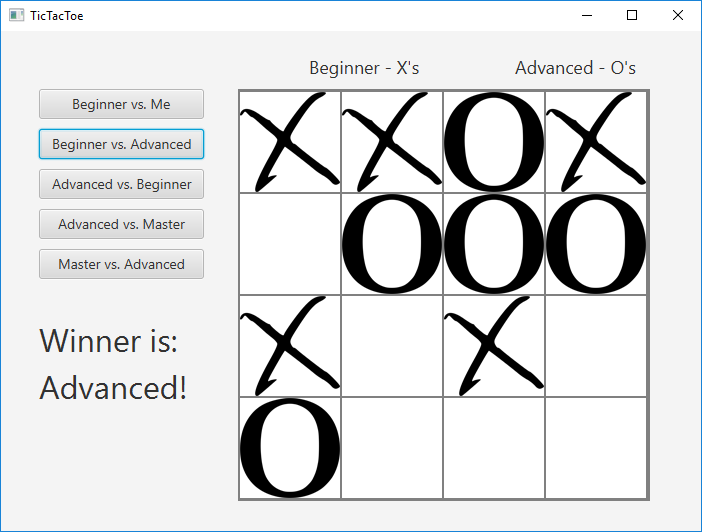 TicTacToe
Beginner - X's Advanced - O's
Beginner vs. Me
Beginner vs. Advanced
Advanced vs. Beginner
Advanced vs. Master
Master vs. Advanced
Winner is:
Advanced!
X X O X
O O O
X X
O